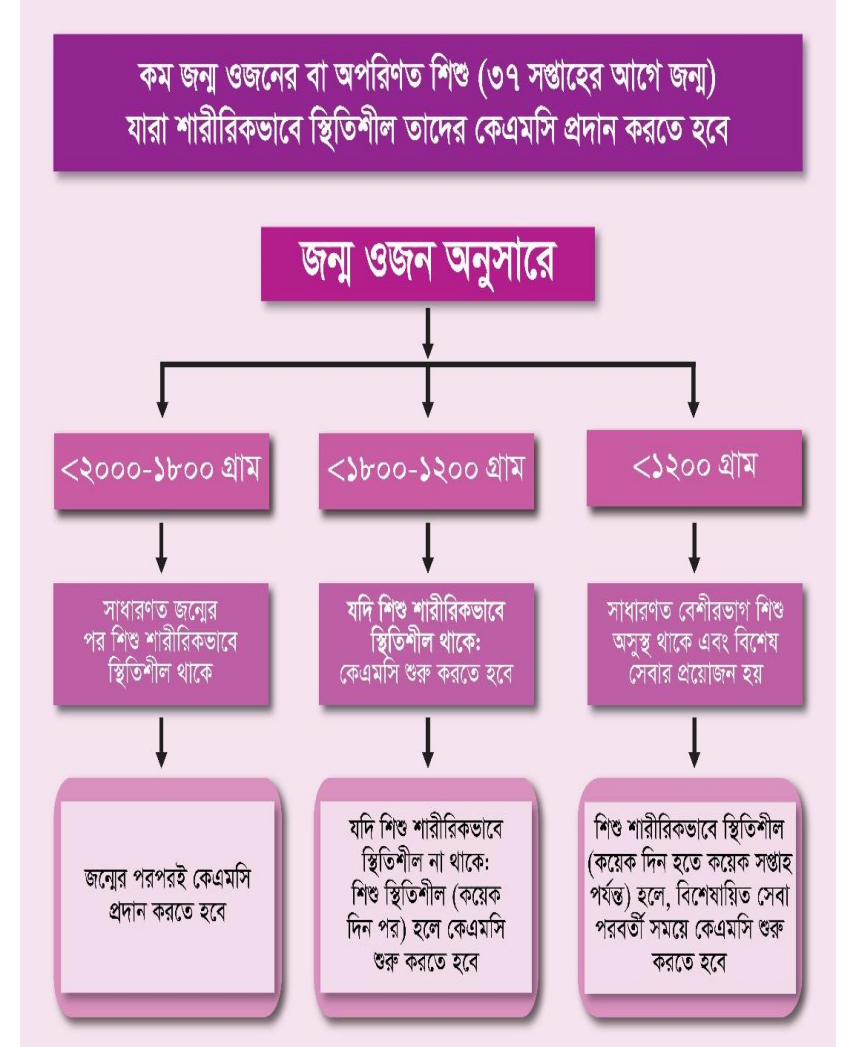 কম জন্ম ওজনের বা অপরিণত শিশু (৩৭ সপ্তাহের আগে জন্ম)
যারা শারীরিকভাবে স্থিতিশীল তাদের কেএমসি প্রদান করতে হবে
জন্ম ওজন অনুসারে
<২০০০-১৮০০ গ্রাম
<১৮০০-১২০০ গ্রাম
<১২০০ গ্রাম
সাধারণত জন্মের
পর শিশু শারীরিকভাবে
স্থিতিশীল থাকে
যদি শিশু শারীরিকভাবে
স্থিতিশীল থাকে:
কেএমসি শুরু করতে হবে
সাধারণত বেশীরভাগ শিশু
অসুস্থ থাকে এবং বিশেষ
সেবার প্রয়োজন হয়
জন্মের পরপরই কেএমসি
প্রদান করতে হবে
যদি শিশু শারীরিকভাবে
স্থিতিশীল না থাকে:
শিশু স্থিতিশীল (কয়েক
দিন পর) হলে কেএমসি
শুরু করতে হবে
শিশু শারীরিকভাবে স্থিতিশীল
(কয়েক দিন হতে কয়েক সপ্তাহ
পর্যন্ত) হলে, বিশেষায়িত সেবা
পরবর্তী সময়ে কেএমসি শুরু
করতে হবে